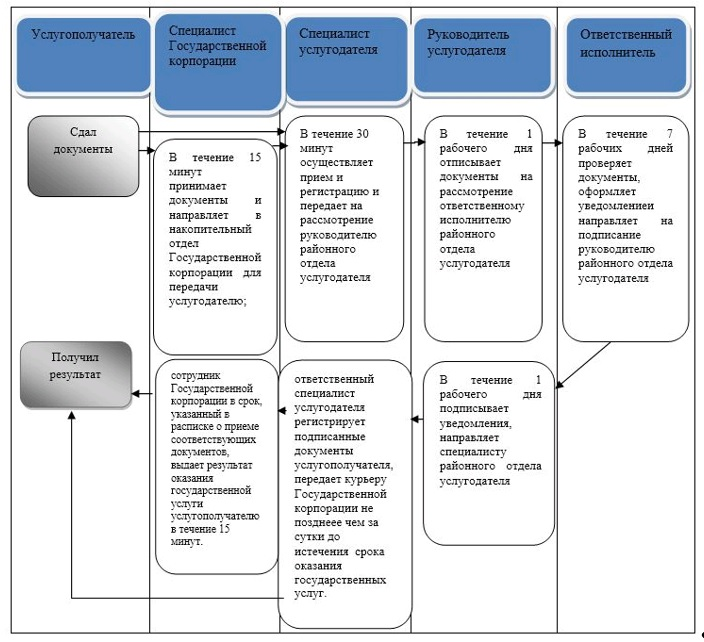 Услугополучатель
Специалист
Государственной
корпорации
Специалист
услугодателя
Руководитель
услугодателя
Ответственный
исполнитель
Сдал
документы
В течение 15
минут
принимает
документы и
направляет в
накопительный
отдел
Государственной
корпорации для
передачи
услугодателю;
В течение 30
минут
осуществляет
прием и
регистрацию и
передает на
рассмотрение
руководителю
районного
отдела
услугодателя
В течение 1
рабочего дня
отписывает
документы на
рассмотрение
ответственному
исполнителю
районного
отдела
услугодателя
В течение 7
рабочих дней
проверяет
документы,
оформляет
уведомлениеи
направляет на
подписание
руководителю
районного отдела
услугодателя
Получил
результат
сотрудник
Государственной
корпорации в срок,
указанный в
расписке о приеме
соответствующих
документов,
выдает результат
оказания
государственной
услуги
услугополучателю
в течение 15
минут.
ответственный
специалист
услугодателя
регистрирует
подписанные
документы
услугополучателя,
передает курьеру
Государственной
корпорации не
позднеее чем за
сутки до
истечения срока
оказания
государственных
услуг.
В течение 1
рабочего дня
подписывает
уведомления,
направляет
специалисту
районного отдела
услугодателя